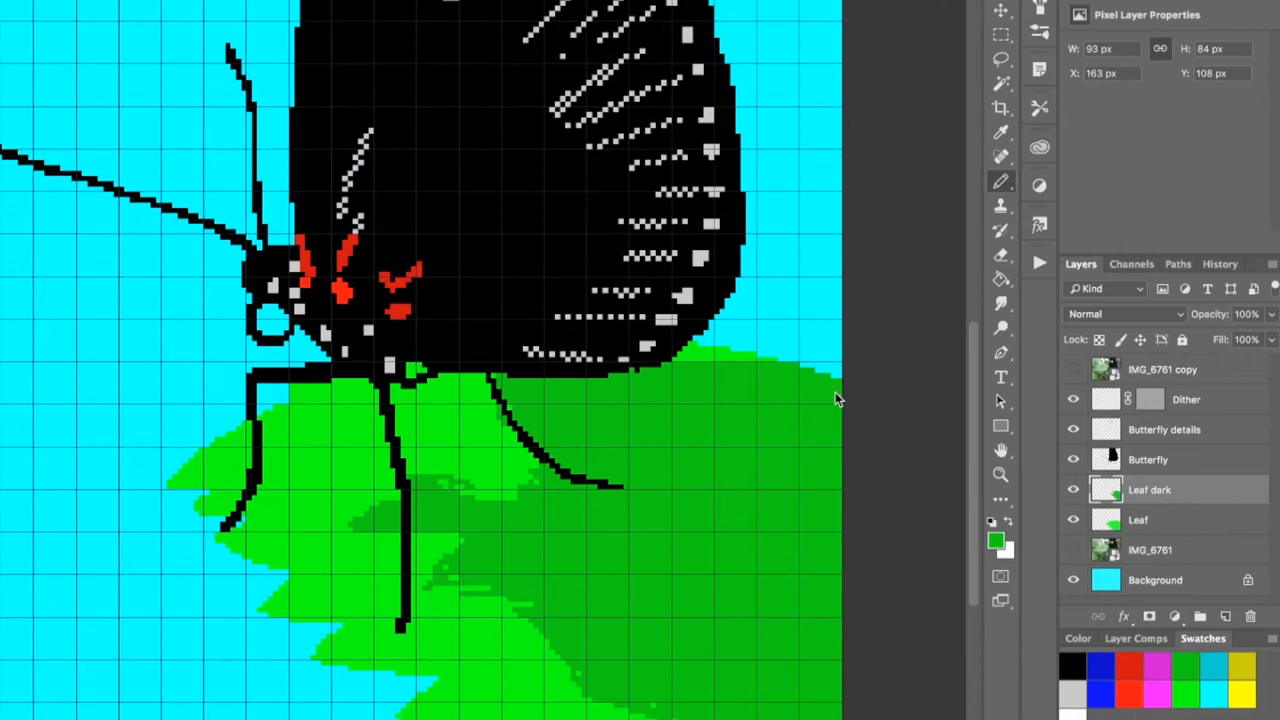 Pixel Layer Properties
W: 93 px H: 84 px
X: 163 px Y: 108 px
Layers Channels Paths History
Kind
Normal Opacity: 100%
Lock: Fill: 100%
IMG_6761 copy
Dither
Butterfly details
Butterfly
Leaf dark
Leaf
IMG_6761
Background
Color Layer Comps Swatches